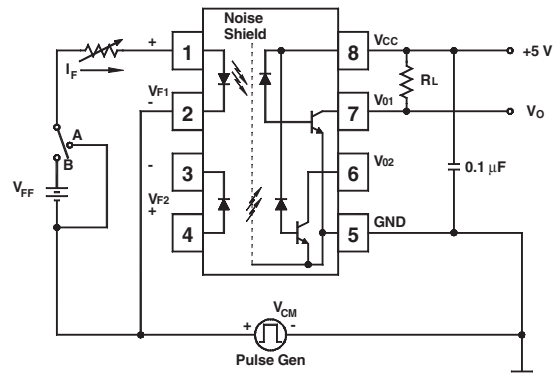 Noise
Shield
+
1
8
VCC
+5 V
IF
RL
VF1
-
2
7
V01
VO
A
B
-
3
6
V02
0.1 μF
VFF
VF2
+
4
5
GND
VCM
+
-
Pulse Gen